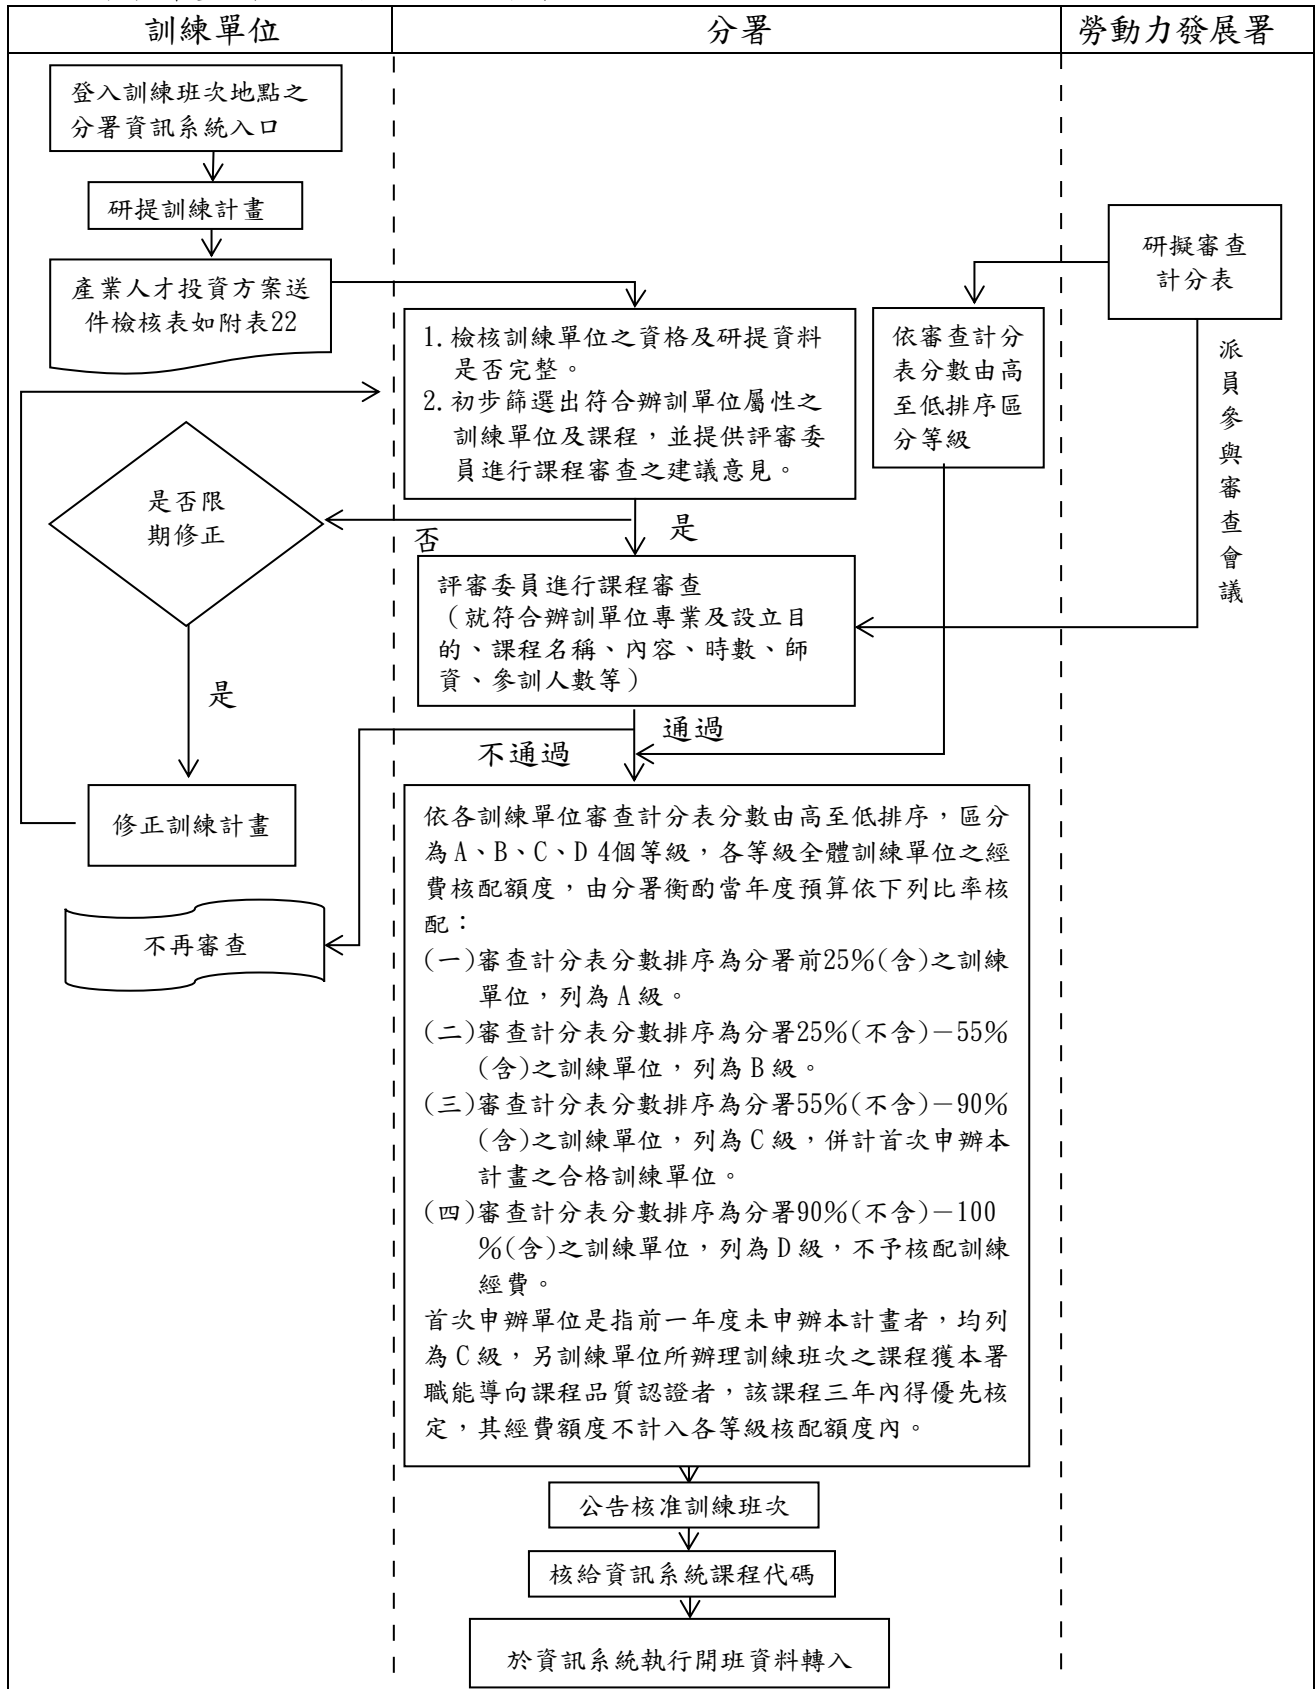 訓練單位
分署
勞動力發展署
登入訓練班次地點之
分署資訊系統入口
研提訓練計畫
產業人才投資方案送
件檢核表如附表22
研擬審查
計分表
1.檢核訓練單位之資格及研提資料
是否完整。
2.初步篩選出符合辦訓單位屬性之
訓練單位及課程，並提供評審委
員進行課程審查之建議意見。
依審查計分
表分數由高
至低排序區
分等級
派員參與審查會議
是否限
期修正
否
是
評審委員進行課程審查
（就符合辦訓單位專業及設立目
的、課程名稱、內容、時數、師
資、參訓人數等）
是
通過
不通過
修正訓練計畫
不再審查
依各訓練單位審查計分表分數由高至低排序，區分
為A、B、C、D 4個等級，各等級全體訓練單位之經
費核配額度，由分署衡酌當年度預算依下列比率核
配：
(一)審查計分表分數排序為分署前25%(含)之訓練
單位，列為A級。
(二)審查計分表分數排序為分署25%(不含)－55%
(含)之訓練單位，列為B級。
(三)審查計分表分數排序為分署55%(不含)－90%
(含)之訓練單位，列為C級，併計首次申辦本
計畫之合格訓練單位。
(四)審查計分表分數排序為分署90%(不含)－100
%(含)之訓練單位，列為D級，不予核配訓練
經費。
首次申辦單位是指前一年度未申辦本計畫者，均列
為C級，另訓練單位所辦理訓練班次之課程獲本署
職能導向課程品質認證者，該課程三年內得優先核
定，其經費額度不計入各等級核配額度內。
公告核准訓練班次
核給資訊系統課程代碼
於資訊系統執行開班資料轉入